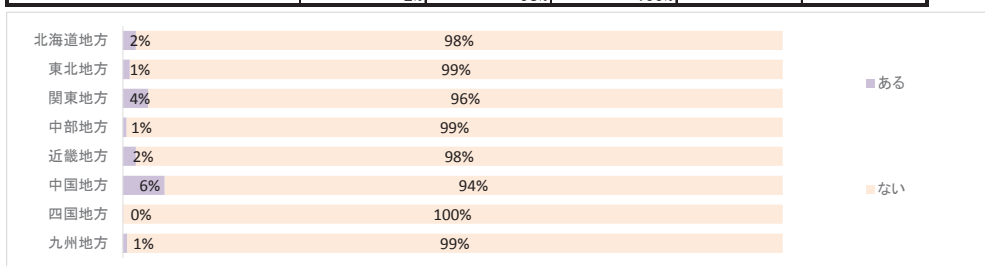 北海道地方 2% 98%
東北地方 1% 99%
ある
関東地方 4% 96%
中部地方 1% 99%
近畿地方 2% 98%
中国地方 6% 94%
ない
四国地方 0% 100%
九州地方 1% 99%